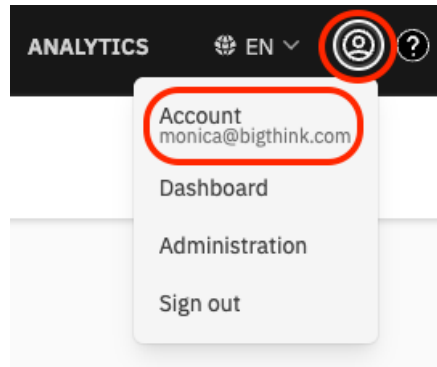 ANALYTICS EN ?
Account
monica@bigthink.com
Dashboard
Administration
Sign out